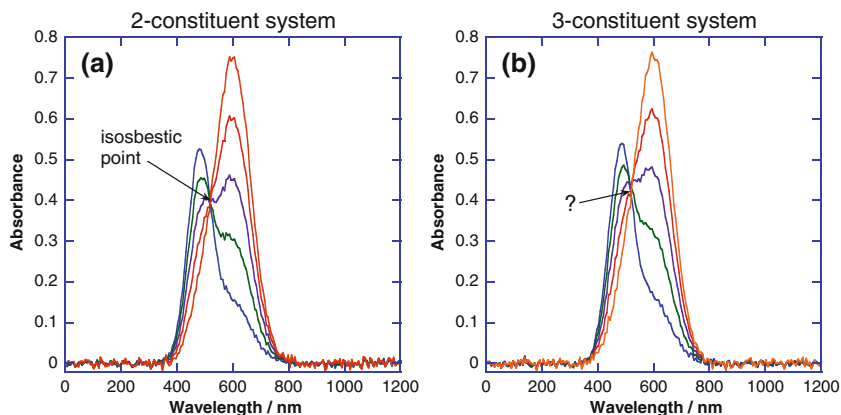 2-constituent system
(a)
isosbestic
point
Absorbance
0.8
0.7
0.6
0.5
0.4
0.3
0.2
0.1
0
0 200 400 600 800 1000 1200
Wavelength / nm
3-constituent system
(b)
?
Absorbance
0.8
0.7
0.6
0.5
0.4
0.3
0.2
0.1
0
0 200 400 600 800 1000 1200
Wavelength / nm